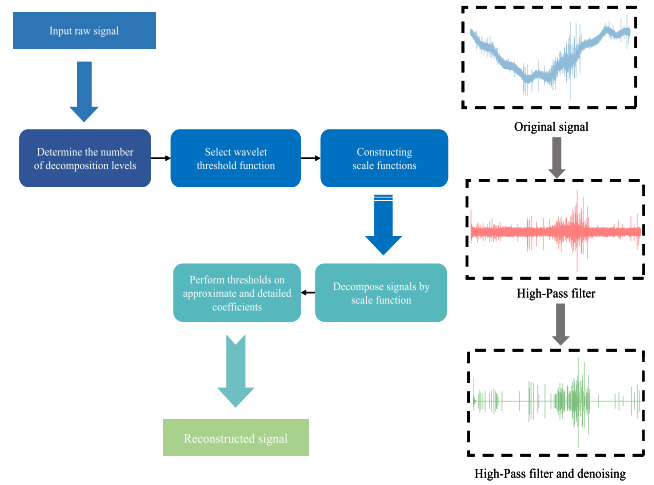 Input raw signal
Determine the number
of decomposition levels
Select wavelet
threshold function
Constructing
scale functions
Decompose signals by
scale function
Perform thresholds on
approximate and detailed
coefficients
Reconstructed signal
Original signal
High-Pass filter
High-Pass filter and denoising